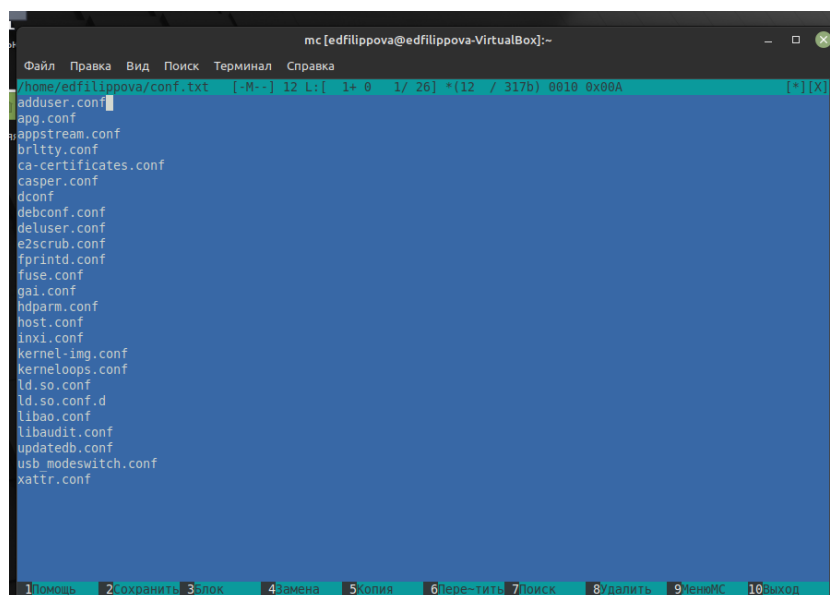 mc [edfilippova@edfilippova-VirtualBox]:~
Файл Правка Вид Поиск Терминал Справка
/home/edfilippova/conf.txt [-M--] 12 L:[ 1+ 0 1/ 26] *(12 / 317b) 0010 0x00A [*][X]
adduser.conf
apg.conf
appstream.conf
brltty.conf
ca-certificates.conf
casper.conf
dconf
debconf.conf
deluser.conf
e2scrub.conf
fprintd.conf
fuse.conf
gai.conf
hdparm.conf
host.conf
inxi.conf
kernel-img.conf
kerneloops.conf
ld.so.conf
ld.so.conf.d
libao.conf
libaudit.conf
updatedb.conf
usb_modeswitch.conf
xattr.conf
1Помощь 2Сохранить 3Блок 4Замена 5Копия 6Пере~тить 7Поиск 8Удалить 9МенюМС 10Выход